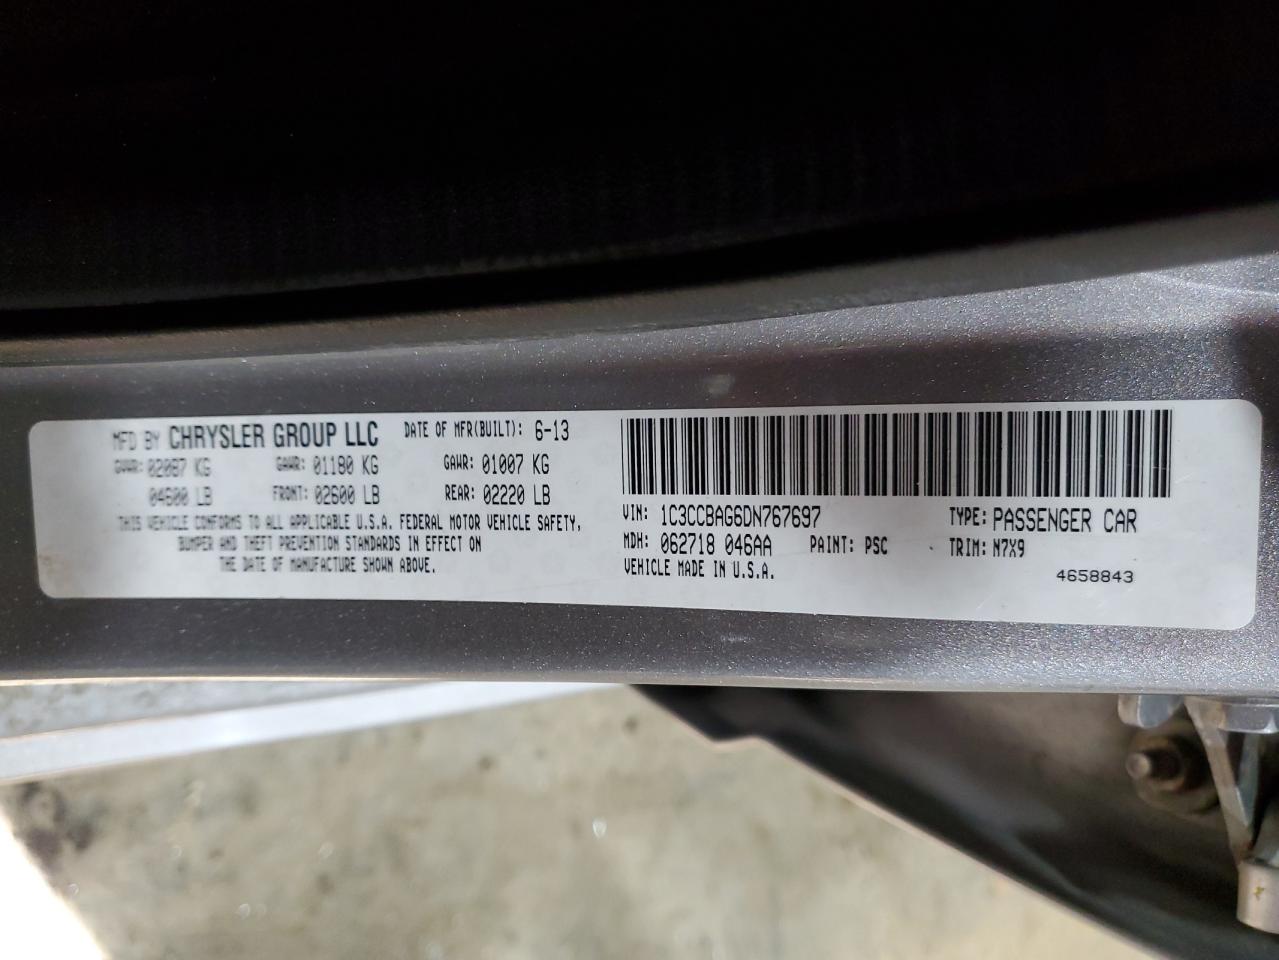 MFD BY CHRYSLER GROUP LLC DATE OF MFR(BUILT): 6-13
GVWR: 02087 KG GAWR: 01180 KG GAWR: 01007 KG
04600 LB FRONT: 02600 LB REAR: 02220 LB
THIS VEHICLE CONFORMS TO ALL APPLICABLE U.S.A. FEDERAL MOTOR VEHICLE SAFETY,
BUMPER AND THEFT PREVENTION STANDARDS IN EFFECT ON
THE DATE OF MANUFACTURE SHOWN ABOVE.
VIN: 1C3CCBAG6DN767697 TYPE: PASSENGER CAR
MDH: 062718 046AA PAINT: PSC TRIM: N7X9
VEHICLE MADE IN U.S.A.
4658843